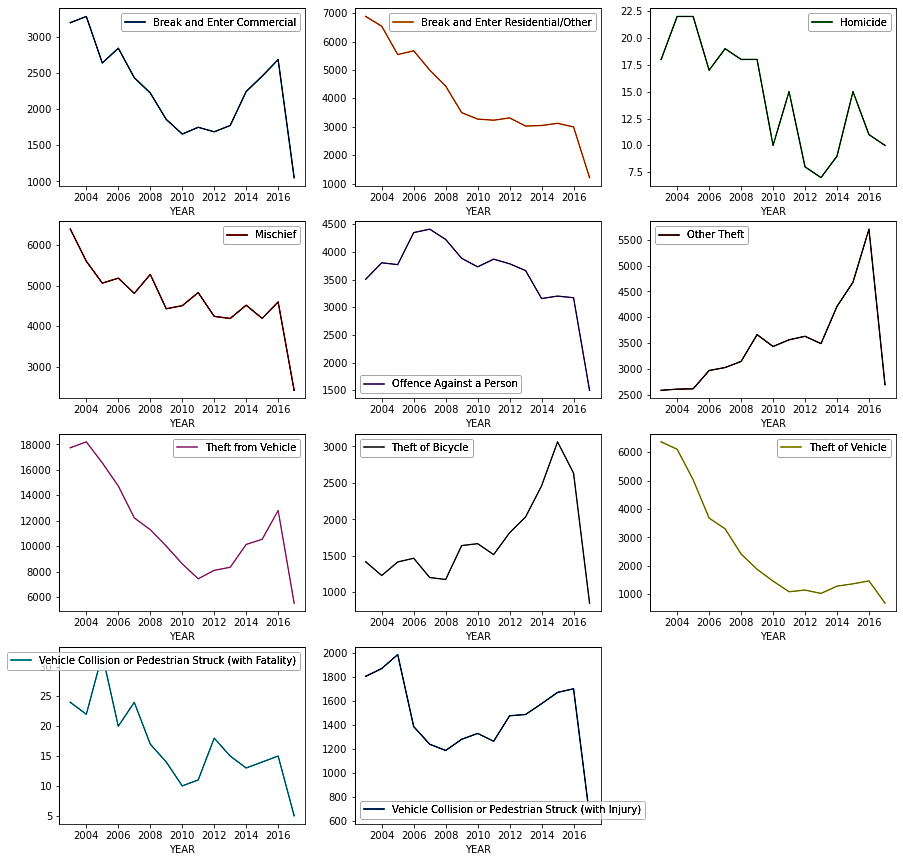 Break and Enter Commercial
3000
2500
2000
1500
1000
2004 2006 2008 2010 2012 2014 2016
YEAR
Break and Enter Residential/Other
7000
6000
5000
4000
3000
2000
1000
2004 2006 2008 2010 2012 2014 2016
YEAR
Homicide
22.5
20.0
17.5
15.0
12.5
10.0
7.5
2004 2006 2008 2010 2012 2014 2016
YEAR
Mischief
6000
5000
4000
3000
2004 2006 2008 2010 2012 2014 2016
YEAR
4500
4000
3500
3000
2500
2000
1500
Offence Against a Person
2004 2006 2008 2010 2012 2014 2016
YEAR
Other Theft
5500
5000
4500
4000
3500
3000
2500
2004 2006 2008 2010 2012 2014 2016
YEAR
Theft from Vehicle
18000
16000
14000
12000
10000
8000
6000
2004 2006 2008 2010 2012 2014 2016
YEAR
Theft of Bicycle
3000
2500
2000
1500
1000
2004 2006 2008 2010 2012 2014 2016
YEAR
Theft of Vehicle
6000
5000
4000
3000
2000
1000
2004 2006 2008 2010 2012 2014 2016
YEAR
Vehicle Collision or Pedestrian Struck (with Fatality)
30
25
20
15
10
5
2004 2006 2008 2010 2012 2014 2016
YEAR
2000
1800
1600
1400
1200
1000
800
600
Vehicle Collision or Pedestrian Struck (with Injury)
2004 2006 2008 2010 2012 2014 2016
YEAR